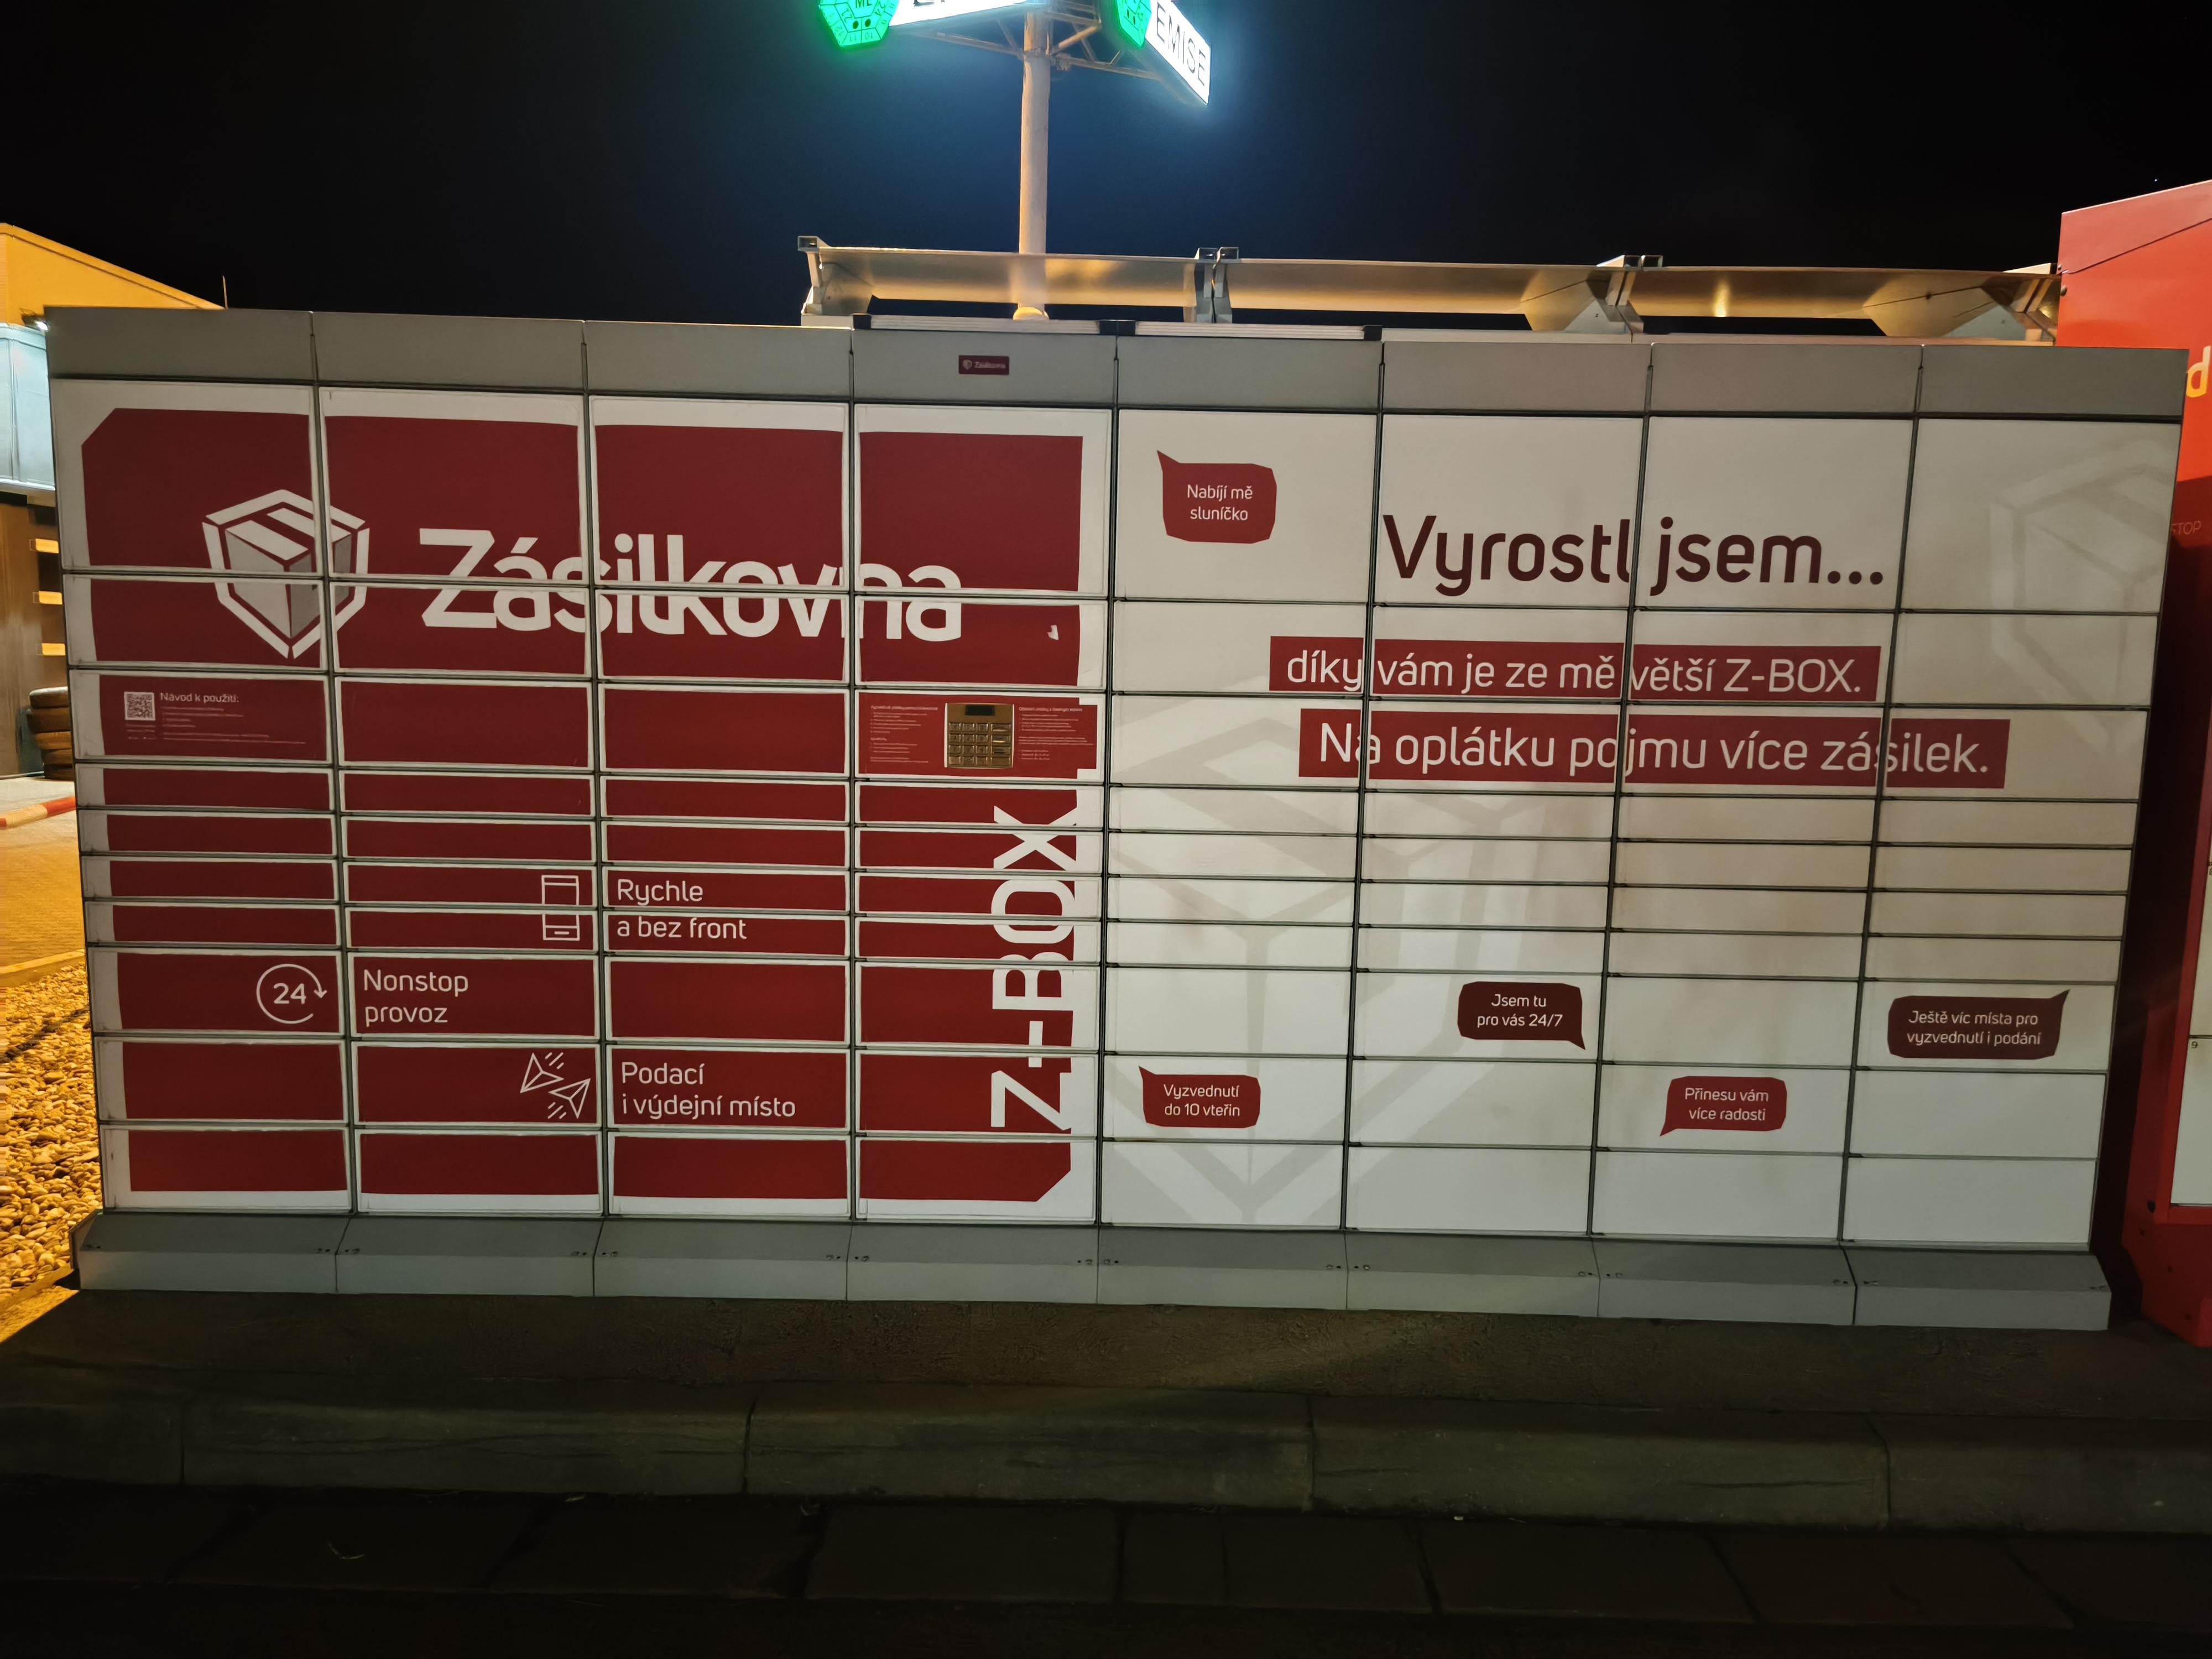 EMISE
Zásilkovna
Zásilkovna
Nabíjí mě
sluníčko
Vyrostl jsem...
díky vám je ze mě větší Z-BOX.
Na oplátku pojmu více zásilek.
Návod k použití:
Z-BOX
Rychle
a bez front
24
Nonstop
provoz
Podací
i výdejní místo
Jsem tu
pro vás 24/7
Ještě víc místa pro
vyzvednutí i podání
Vyzvednutí
do 10 vteřin
Přinesu vám
více radosti